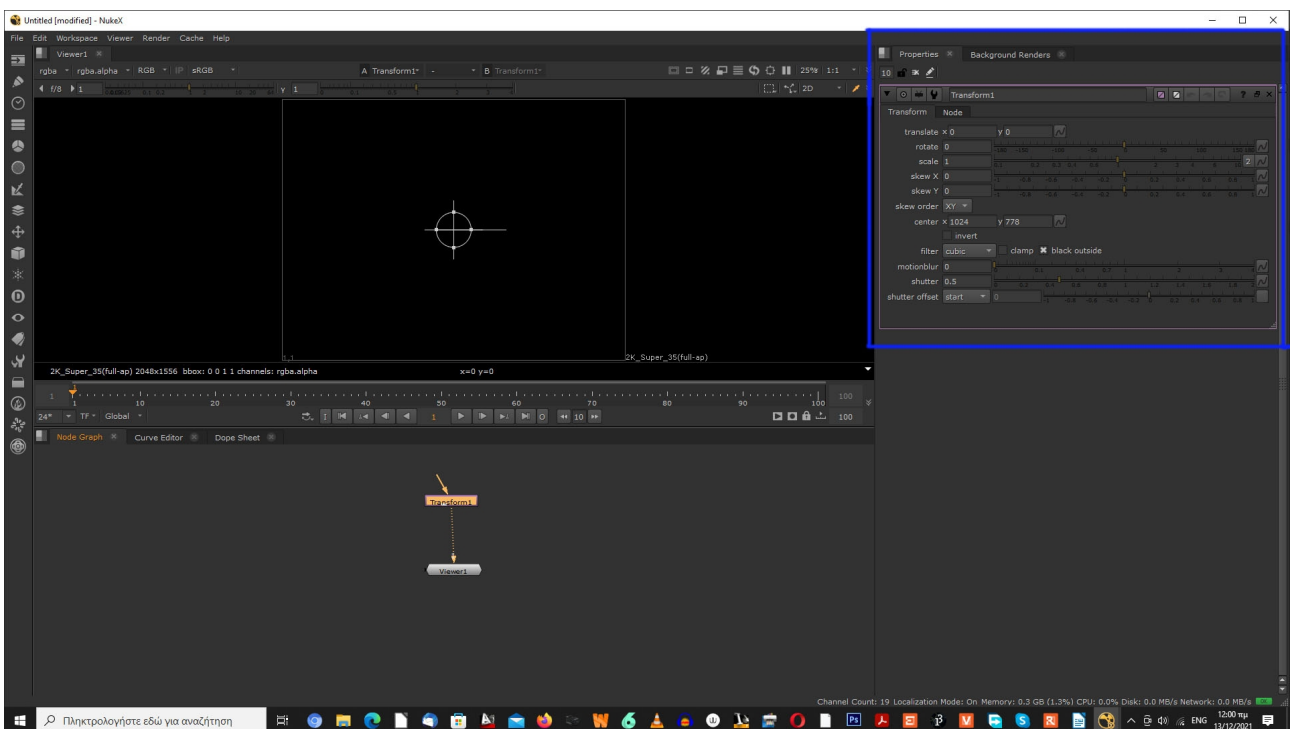 Untitled [modified] - NukeX
File Edit Workspace Viewer Render Cache Help
Viewer1
rgba rgba.alpha RGB IP sRGB A Transform1 - B Transform1 25% 1:1
f/8 1 Y 1 2D
1,1
2K_Super_35(full-ap)
2K_Super_35(full-ap) 2048x1556 bbox: 0 0 1 1 channels: rgba.alpha x=0 y=0
1 1 100
1 10 20 30 40 50 60 70 80 90 100
24* TF Global 1 10 100
Node Graph Curve Editor Dope Sheet
Transform1
Viewer1
Properties Background Renders
10
Transform1
Transform Node
translate x 0 y 0
rotate 0
scale 1 2
skew X 0
skew Y 0
skew order XY
center x 1024 y 778
invert
filter cubic clamp black outside
motionblur 0
shutter 0.5
shutter offset start 0
Channel Count: 19 Localization Mode: On Memory: 0.3 GB (1.3%) CPU: 0.0% Disk: 0.0 MB/s Network: 0.0 MB/s
Πληκτρολογήστε εδώ για αναζήτηση
ENG
12:00 πμ
13/12/2021